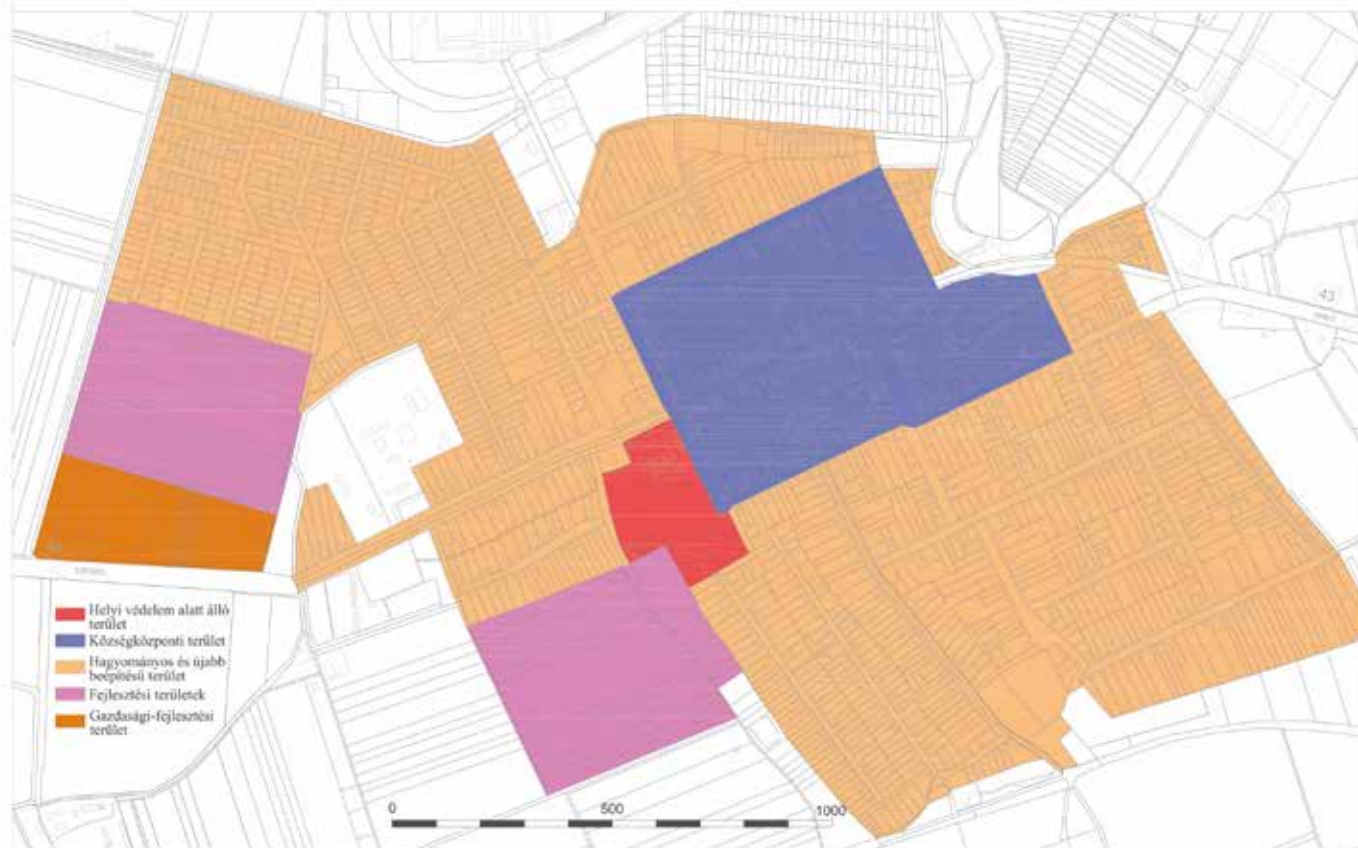 43
Helyi védelem alatt álló
terület
Községközponti terület
Hagyományos és újabb
beépítésű terület
Fejlesztési területek
Gazdasági-fejlesztési
terület
0 500 1000